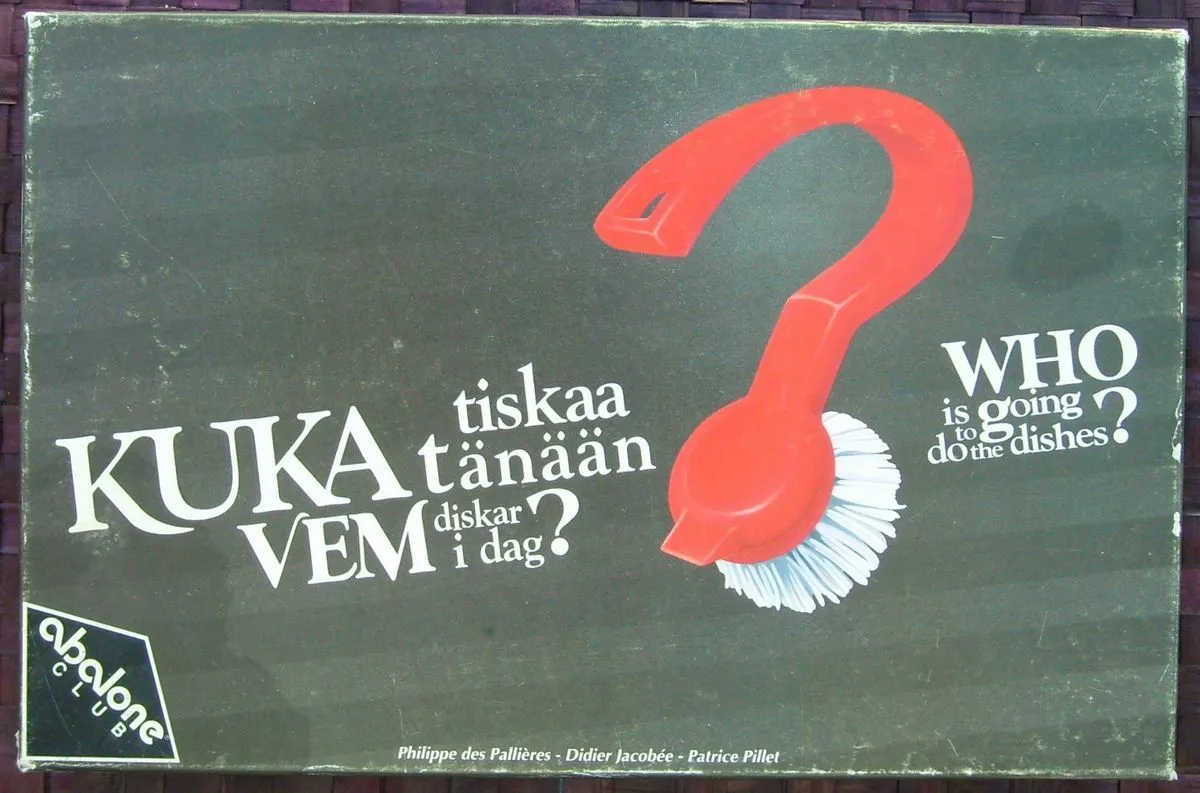 KUKA tiskaa
tänään
VEM diskar
i dag?
WHO
is going
to
do the dishes?
abalone
CLUB
Philippe des Pallières - Didier Jacobée - Patrice Pillet